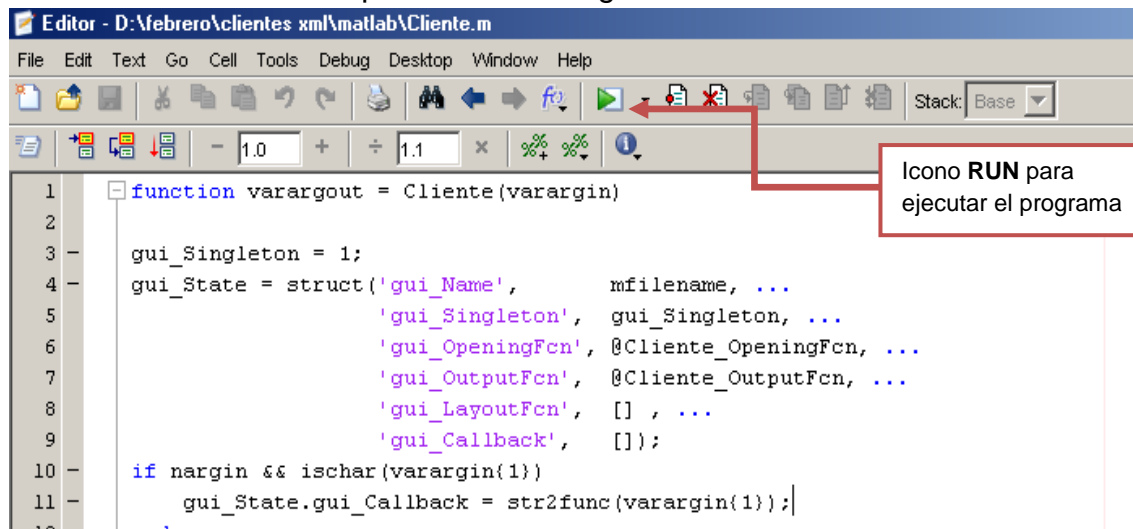 Editor - D:\febrero\clientes xml\matlab\Cliente.m
File Edit Text Go Cell Tools Debug Desktop Window Help
Stack: Base
- 1.0 + ÷ 1.1 ×
Icono RUN para
ejecutar el programa
1 function varargout = Cliente(varargin)
2
3 - gui_Singleton = 1;
4 - gui_State = struct('gui_Name', mfilename, ...
5 'gui_Singleton', gui_Singleton, ...
6 'gui_OpeningFcn', @Cliente_OpeningFcn, ...
7 'gui_OutputFcn', @Cliente_OutputFcn, ...
8 'gui_LayoutFcn', [] , ...
9 'gui_Callback', []);
10 - if nargin && ischar(varargin{1})
11 - gui_State.gui_Callback = str2func(varargin{1});